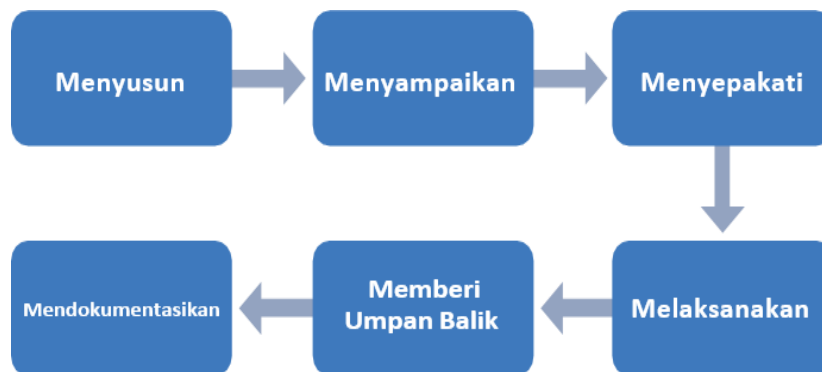 Menyusun
Menyampaikan
Menyepakati
Melaksanakan
Memberi
Umpan Balik
Mendokumentasikan